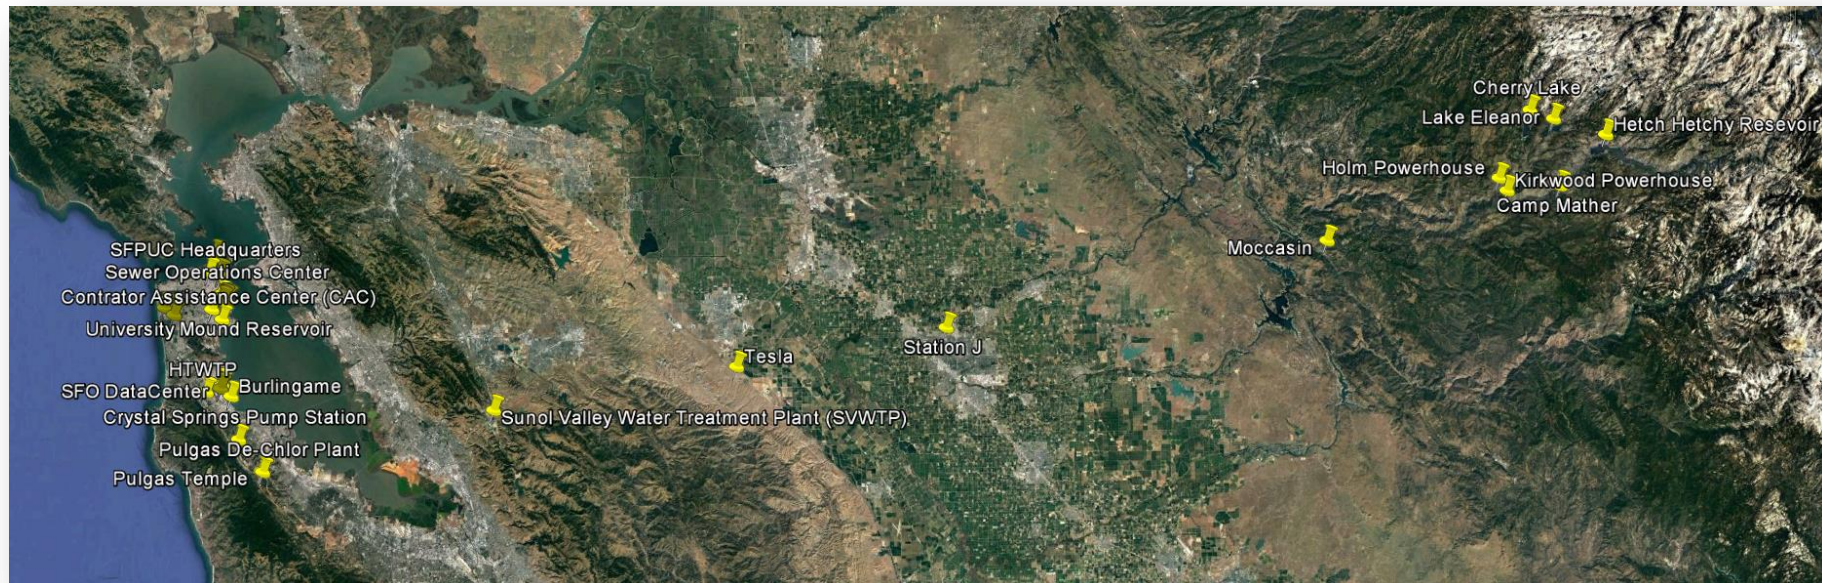 Cherry Lake
Lake Eleanor
Hetch Hetchy Resevoir
Holm Powerhouse
Kirkwood Powerhouse
Camp Mather
Moccasin
SFPUC Headquarters
Sewer Operations Center
Contrator Assistance Center (CAC)
University Mound Reservoir
Station J
Tesla
HTWTP
SFO DataCenter
Burlingame
Crystal Springs Pump Station
Sunol Valley Water Treatment Plant (SVWTP)
Pulgas De-Chlor Plant
Pulgas Temple